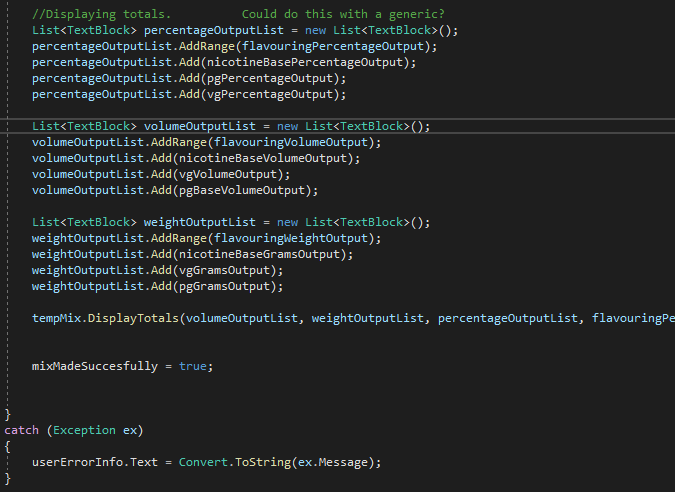 //Displaying totals. Could do this with a generic?
List<TextBlock> percentageOutputList = new List<TextBlock>();
percentageOutputList.AddRange(flavouringPercentageOutput);
percentageOutputList.Add(nicotineBasePercentageOutput);
percentageOutputList.Add(pgPercentageOutput);
percentageOutputList.Add(vgPercentageOutput);
List<TextBlock> volumeOutputList = new List<TextBlock>();
volumeOutputList.AddRange(flavouringVolumeOutput);
volumeOutputList.Add(nicotineBaseVolumeOutput);
volumeOutputList.Add(vgVolumeOutput);
volumeOutputList.Add(pgBaseVolumeOutput);
List<TextBlock> weightOutputList = new List<TextBlock>();
weightOutputList.AddRange(flavouringWeightOutput);
weightOutputList.Add(nicotineBaseGramsOutput);
weightOutputList.Add(vgGramsOutput);
weightOutputList.Add(pgGramsOutput);
tempMix.DisplayTotals(volumeOutputList, weightOutputList, percentageOutputList, flavouringPe
mixMadeSuccesfully = true;
}
catch (Exception ex)
{
userErrorInfo.Text = Convert.ToString(ex.Message);
}